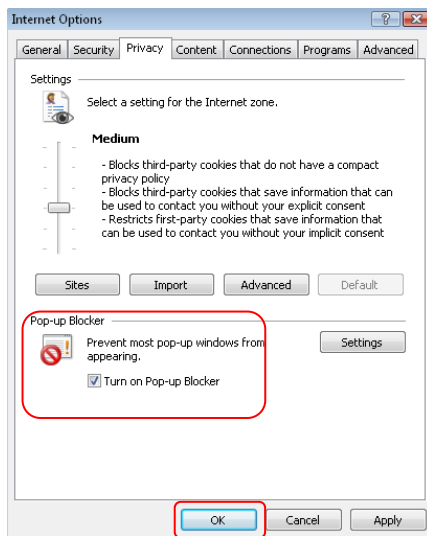 Internet Options
General Security Privacy Content Connections Programs Advanced
Settings
Select a setting for the Internet zone.
Medium
- Blocks third-party cookies that do not have a compact
privacy policy
- Blocks third-party cookies that save information that can
be used to contact you without your explicit consent
- Restricts first-party cookies that save information that
can be used to contact you without your implicit consent
Sites Import Advanced Default
Pop-up Blocker
Prevent most pop-up windows from
appearing.
Settings
Turn on Pop-up Blocker
OK Cancel Apply